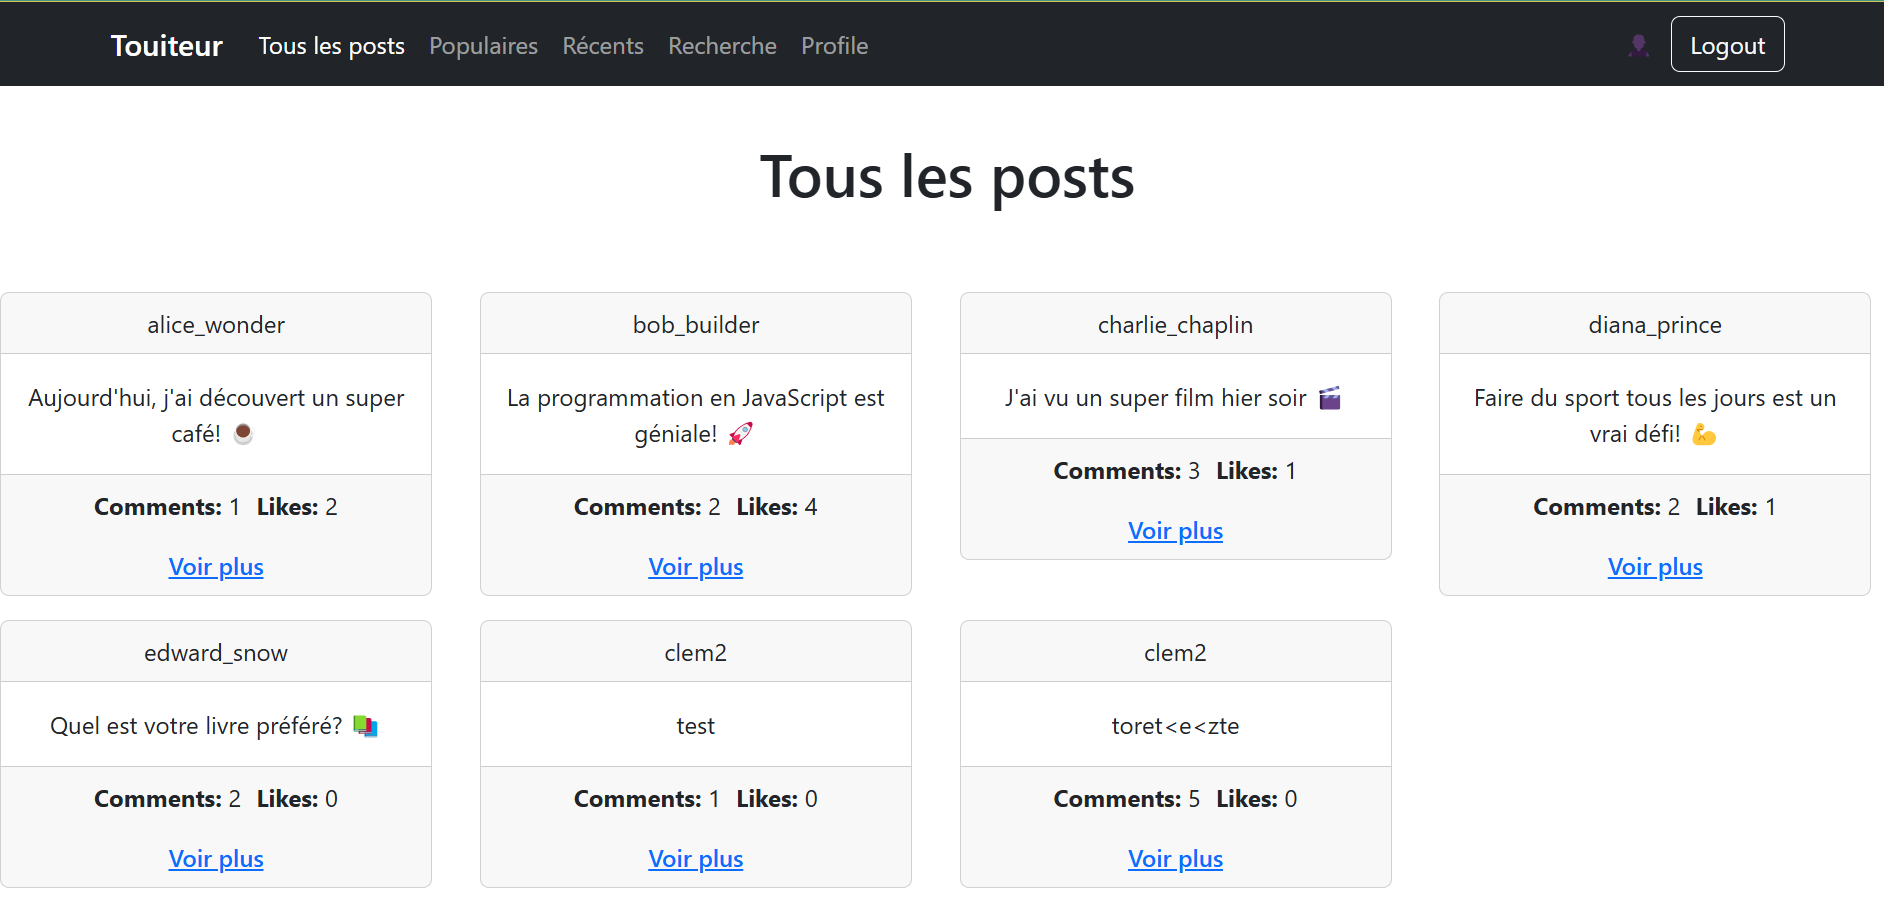 Touiteur Tous les posts Populaires Récents Recherche Profile Logout
Tous les posts
alice_wonder
Aujourd'hui, j'ai découvert un super
café! ☕
Comments: 1 Likes: 2
Voir plus
bob_builder
La programmation en JavaScript est
géniale! 🚀
Comments: 2 Likes: 4
Voir plus
charlie_chaplin
J'ai vu un super film hier soir 🎬
Comments: 3 Likes: 1
Voir plus
diana_prince
Faire du sport tous les jours est un
vrai défi! 💪
Comments: 2 Likes: 1
Voir plus
edward_snow
Quel est votre livre préféré? 📚
Comments: 2 Likes: 0
Voir plus
clem2
test
Comments: 1 Likes: 0
Voir plus
clem2
toret<e<zte
Comments: 5 Likes: 0
Voir plus